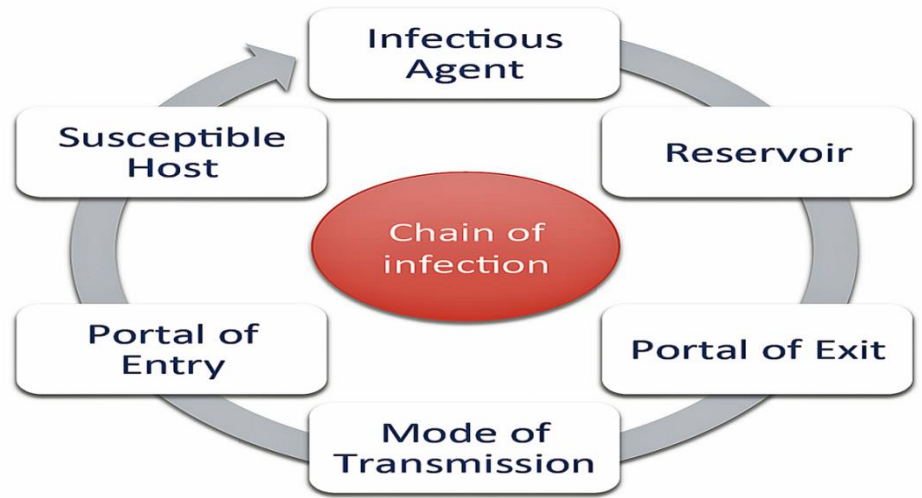 Infectious
Agent
Reservoir
Portal of Exit
Mode of
Transmission
Portal of
Entry
Susceptible
Host
Chain of
infection